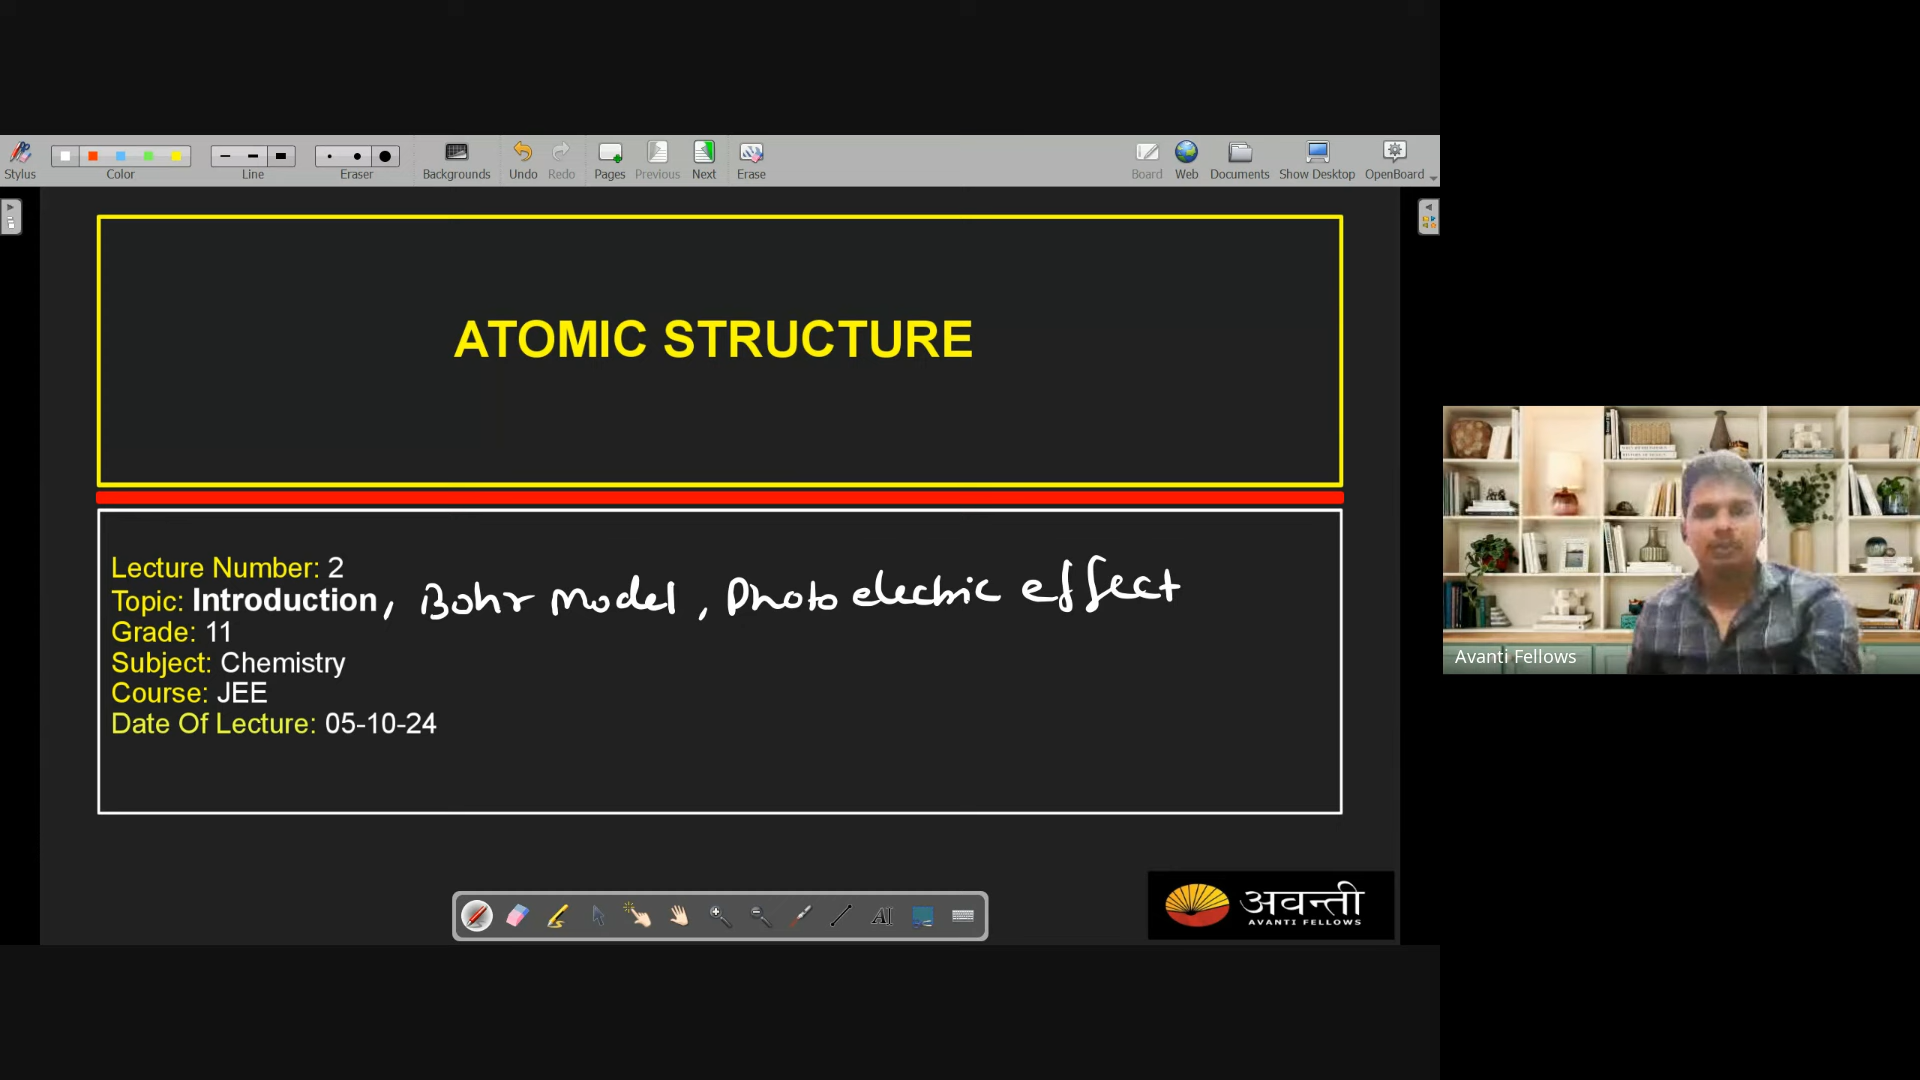 Stylus Color Line Eraser Backgrounds Undo Redo Pages Previous Next Erase Board Web Documents Show Desktop OpenBoard
ATOMIC STRUCTURE
Lecture Number: 2
Topic: Introduction, Bohr model, Photo electric effect
Grade: 11
Subject: Chemistry
Course: JEE
Date Of Lecture: 05-10-24
Avanti Fellows
अवन्ती
AVANTI FELLOWS